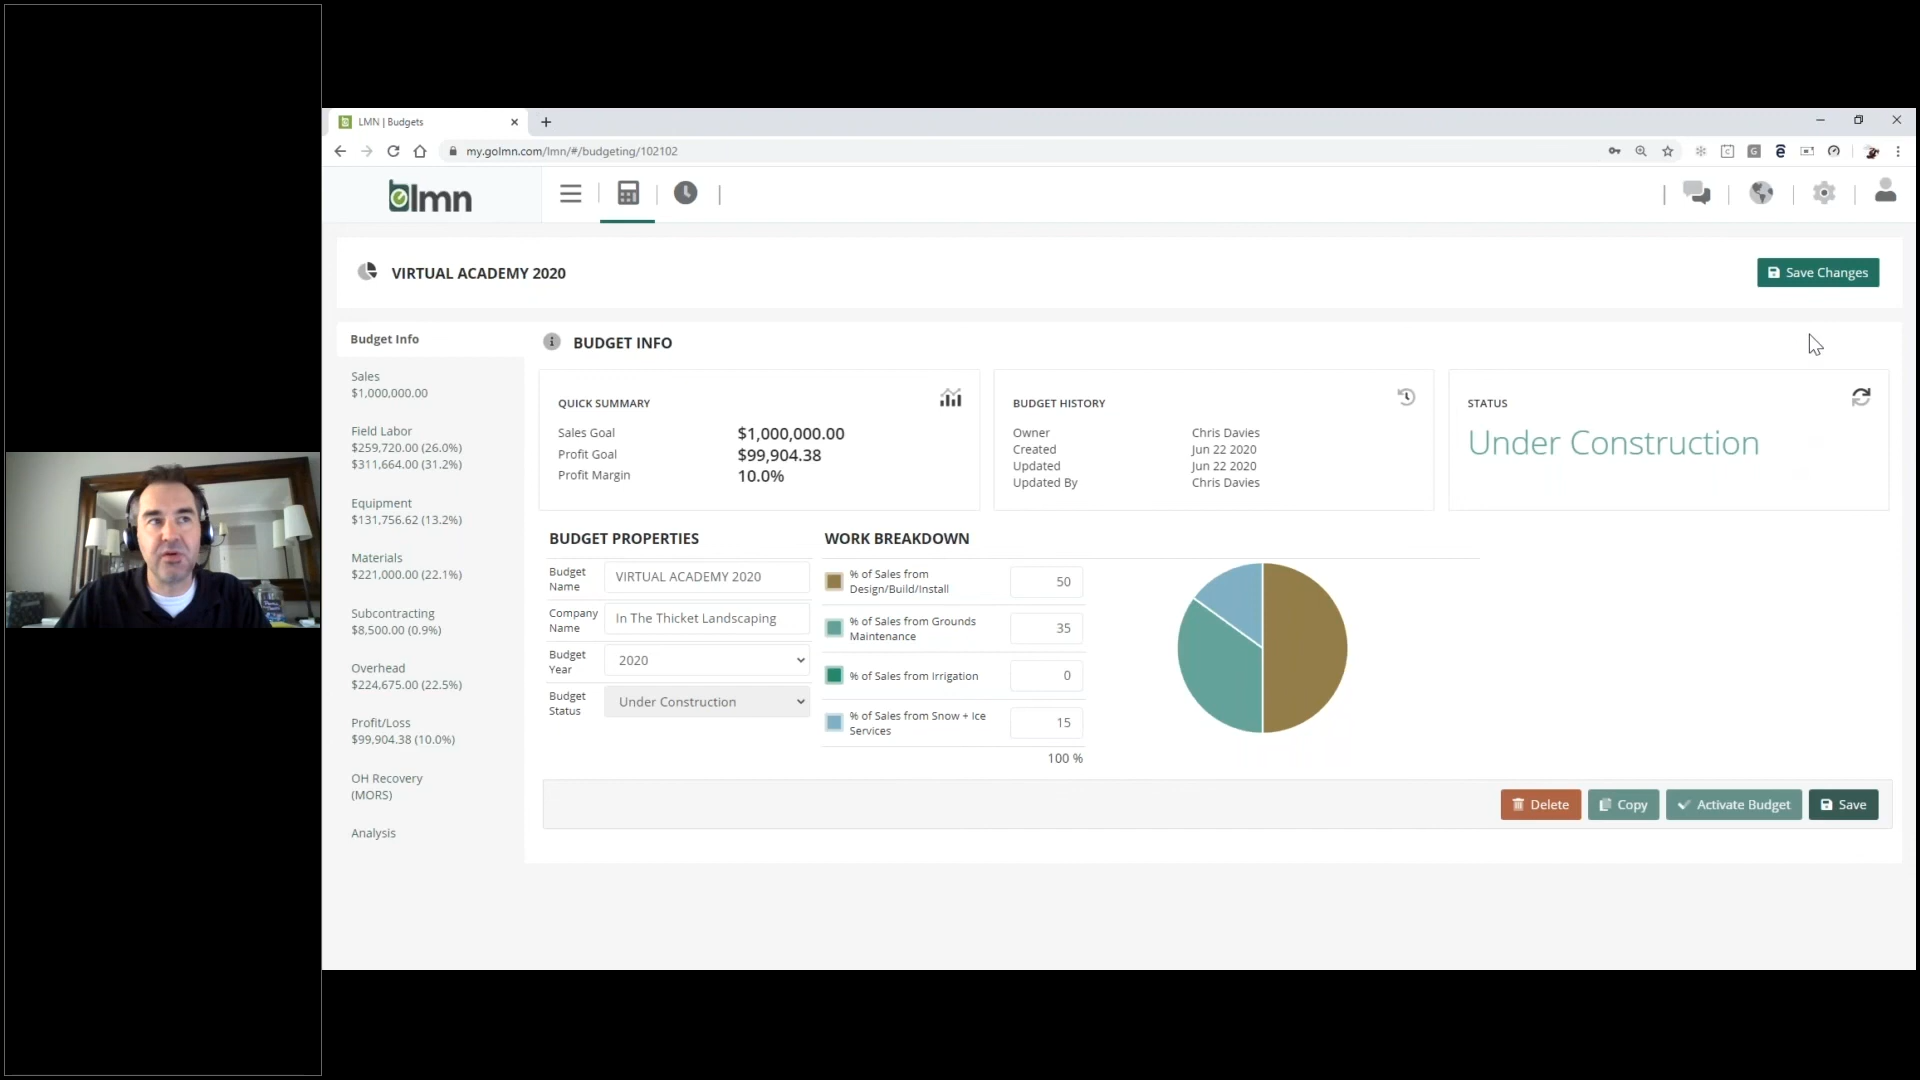 LMN | Budgets
my.golmn.com/lmn/#/budgeting/102102
lmn
VIRTUAL ACADEMY 2020
Save Changes
Budget Info
Sales
$1,000,000.00
Field Labor
$259,720.00 (26.0%)
$311,664.00 (31.2%)
Equipment
$131,756.62 (13.2%)
Materials
$221,000.00 (22.1%)
Subcontracting
$8,500.00 (0.9%)
Overhead
$224,675.00 (22.5%)
Profit/Loss
$99,904.38 (10.0%)
OH Recovery
(MORS)
Analysis
BUDGET INFO
QUICK SUMMARY
Sales Goal $1,000,000.00
Profit Goal $99,904.38
Profit Margin 10.0%
BUDGET HISTORY
Owner Chris Davies
Created Jun 22 2020
Updated Jun 22 2020
Updated By Chris Davies
STATUS
Under Construction
BUDGET PROPERTIES
Budget
Name
VIRTUAL ACADEMY 2020
Company
Name
In The Thicket Landscaping
Budget
Year
2020
Budget
Status
Under Construction
WORK BREAKDOWN
% of Sales from
Design/Build/Install
50
% of Sales from Grounds
Maintenance
35
% of Sales from Irrigation 0
% of Sales from Snow + Ice
Services
15
100 %
Delete
Copy
Activate Budget
Save